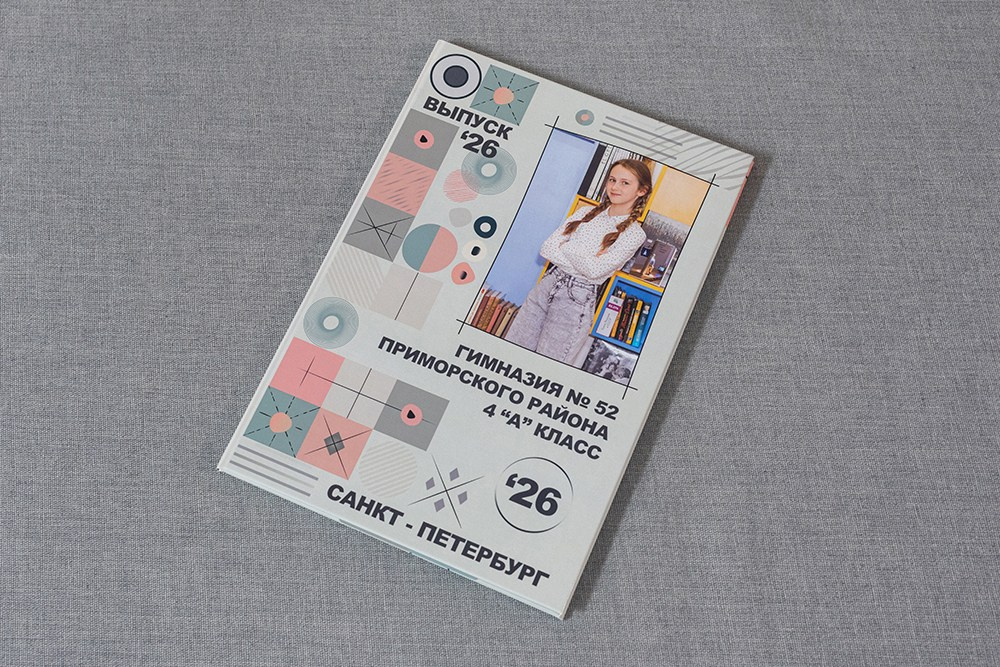 ВЫПУСК
‘26
ГИМНАЗИЯ № 52
ПРИМОРСКОГО РАЙОНА
4 “А” КЛАСС
‘26
САНКТ - ПЕТЕРБУРГ